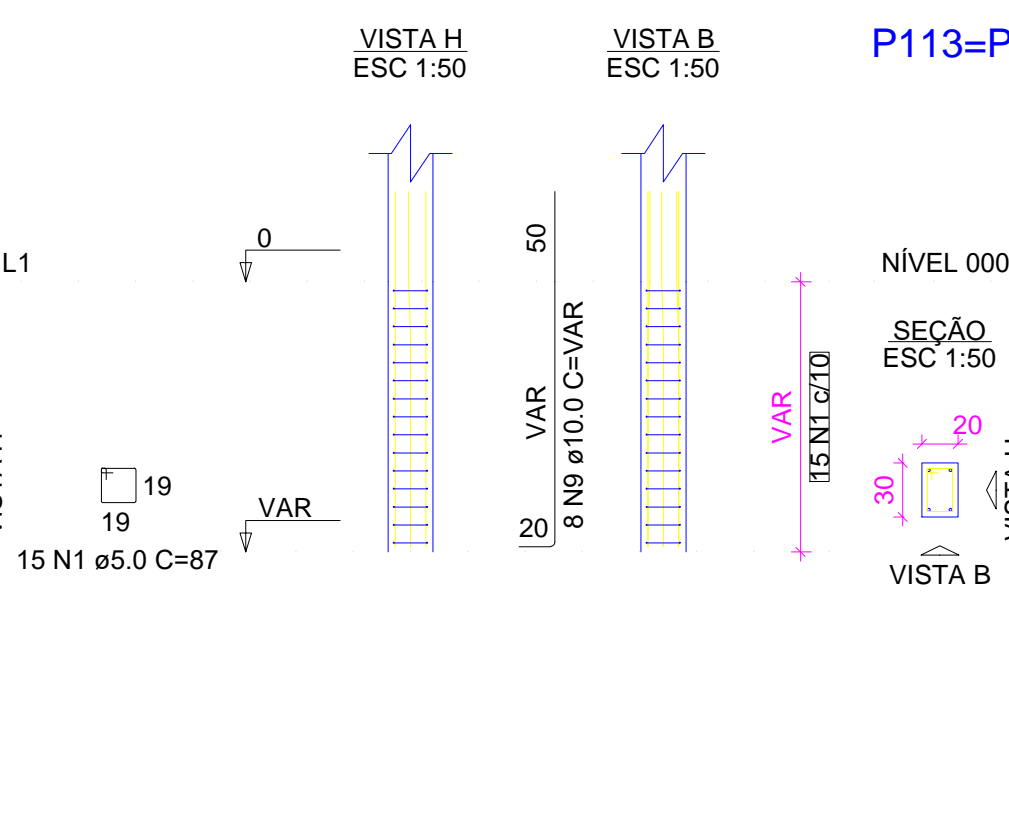 VISTA H
ESC 1:50
VISTA B
ESC 1:50
P113=P
L1
0
50
NÍVEL 000
SEÇÃO
ESC 1:50
VAR
8 N9 ø10.0 C=VAR
VAR
15 N1 c/10
20
30
19
19
VAR
20
VISTA B
15 N1 ø5.0 C=87